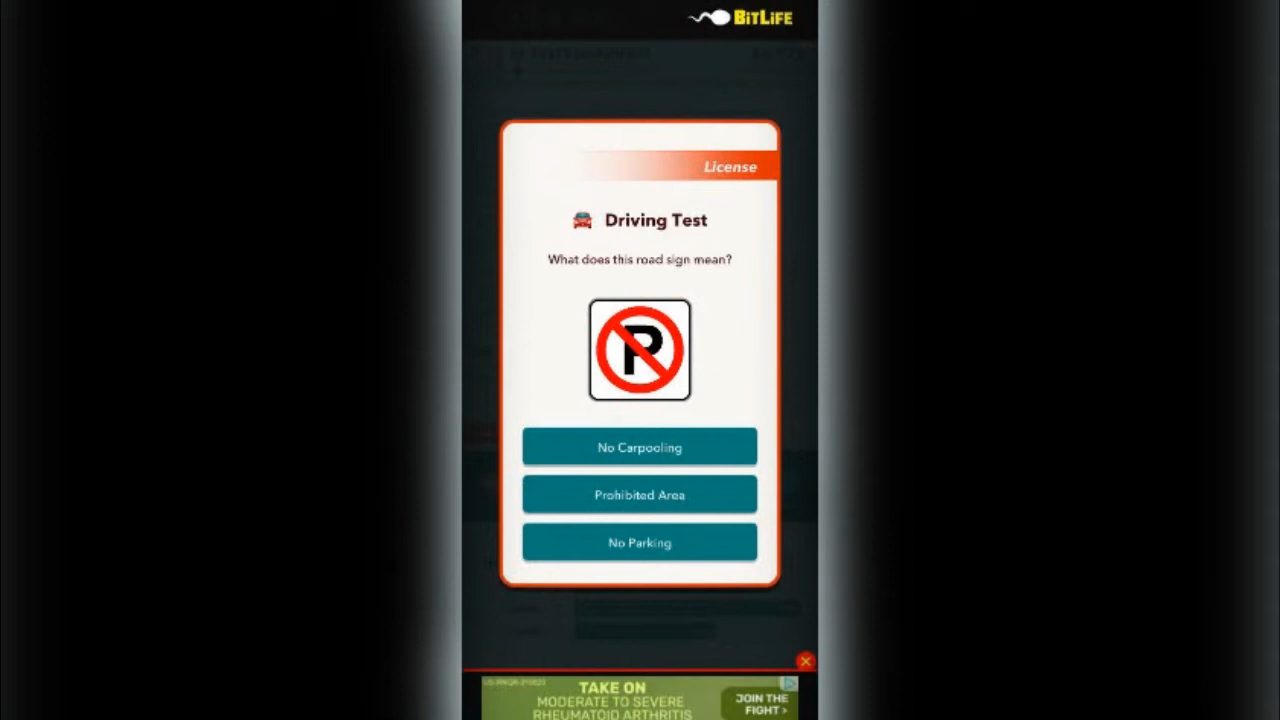 BitLife
License
Driving Test
What does this road sign mean?
P
No Carpooling
Prohibited Area
No Parking
TAKE ON
MODERATE TO SEVERE
RHEUMATOID ARTHRITIS
JOIN THE
FIGHT >